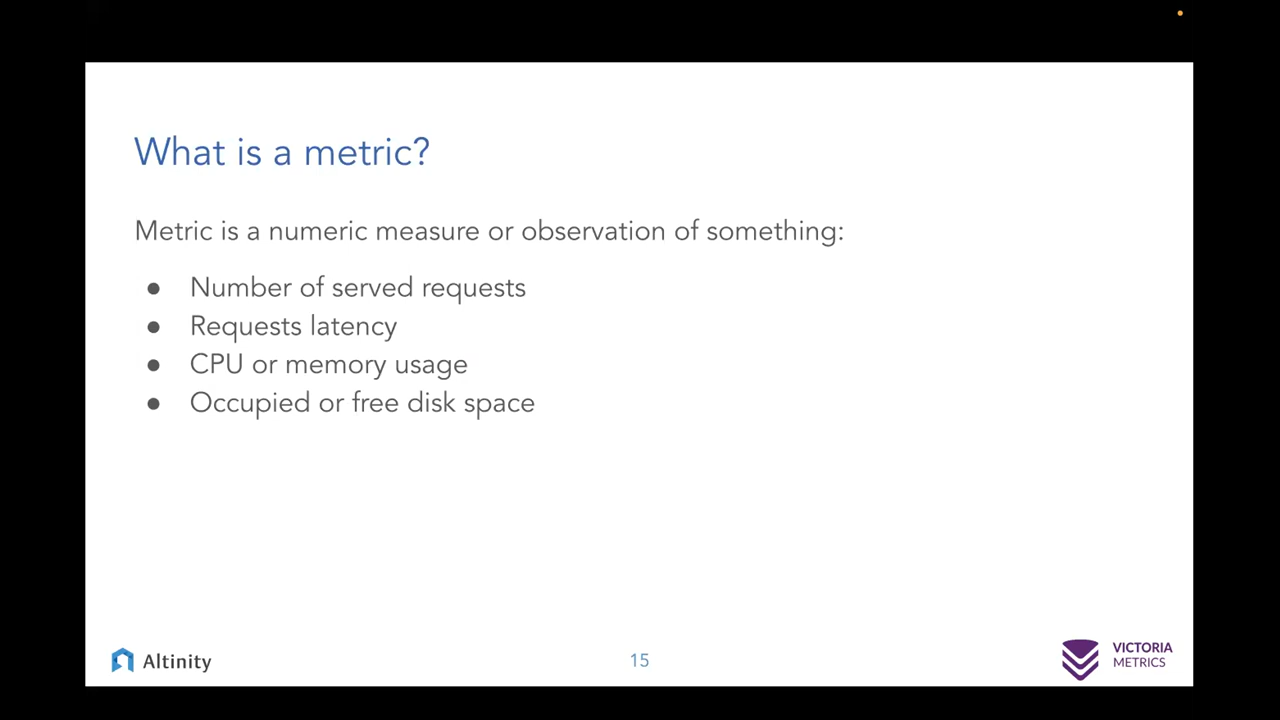 What is a metric?
Metric is a numeric measure or observation of something:
● Number of served requests
● Requests latency
● CPU or memory usage
● Occupied or free disk space
Altinity
15
VICTORIA
METRICS